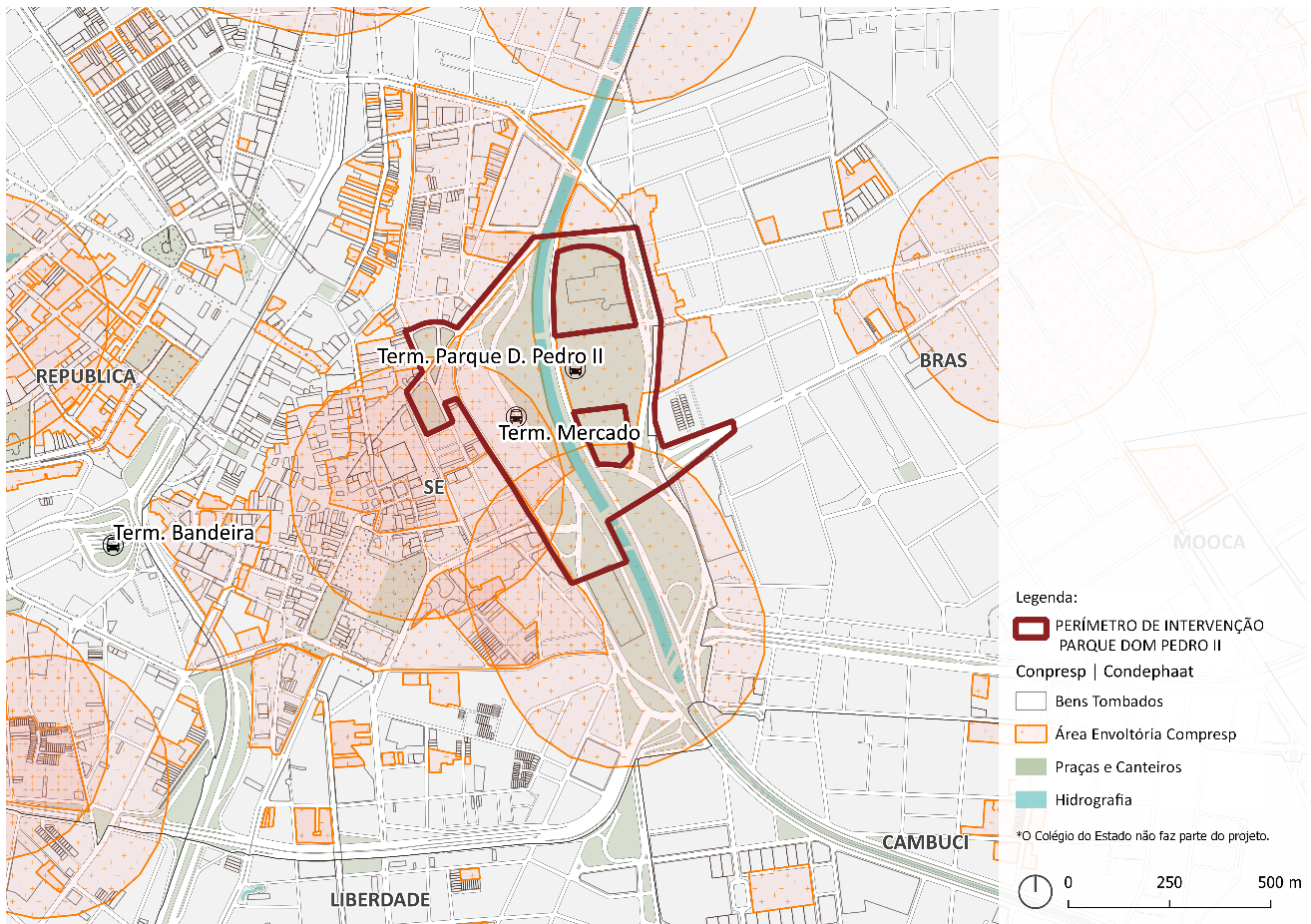 Term. Parque D. Pedro II
REPUBLICA
BRAS
Term. Mercado
SE
Term. Bandeira
MOOCA
Legenda:
PERÍMETRO DE INTERVENÇÃO
PARQUE DOM PEDRO II
Conpresp | Condephaat
Bens Tombados
Área Envoltória Compresp
Praças e Canteiros
Hidrografia
*O Colégio do Estado não faz parte do projeto.
CAMBUCI
LIBERDADE
0 250 500 m